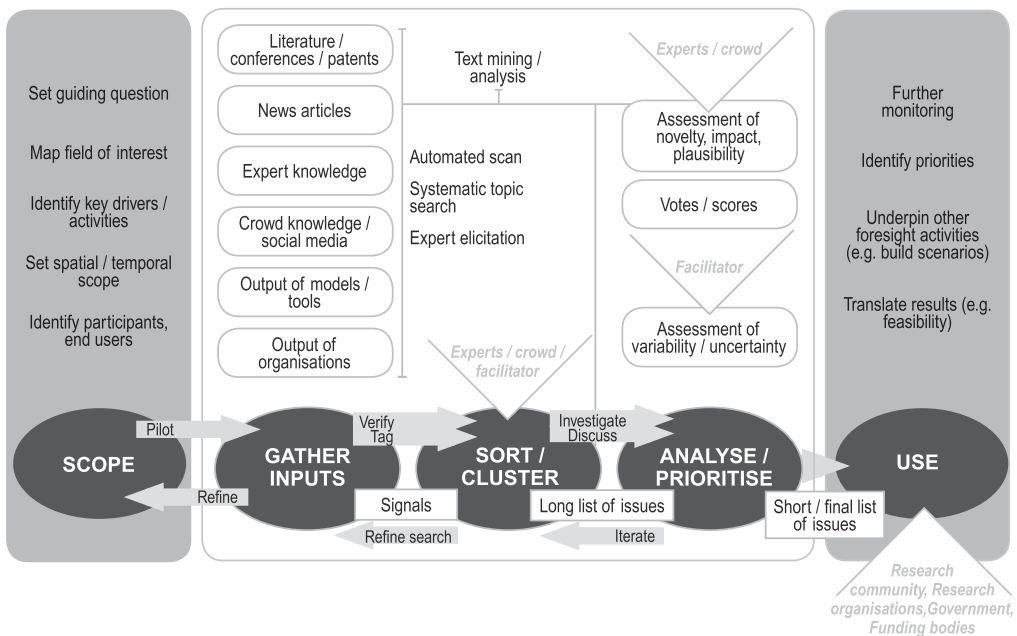 Set guiding question
Map field of interest
Identify key drivers /
activities
Set spatial / temporal
scope
Identify participants,
end users
Literature /
conferences / patents
News articles
Expert knowledge
Crowd knowledge /
social media
Output of models /
tools
Output of
organisations
Text mining /
analysis
Automated scan
Systematic topic
search
Expert elicitation
Experts / crowd /
facilitator
Experts / crowd
Assessment of
novelty, impact,
plausibility
Votes / scores
Facilitator
Assessment of
variability / uncertainty
Further
monitoring
Identify priorities
Underpin other
foresight activities
(e.g. build scenarios)
Translate results (e.g.
feasibility)
SCOPE
Pilot
Refine
GATHER
INPUTS
Verify
Tag
Signals
Refine search
SORT /
CLUSTER
Investigate
Discuss
Long list of issues
Iterate
ANALYSE /
PRIORITISE
Short / final list
of issues
USE
Research
community, Research
organisations,Government,
Funding bodies